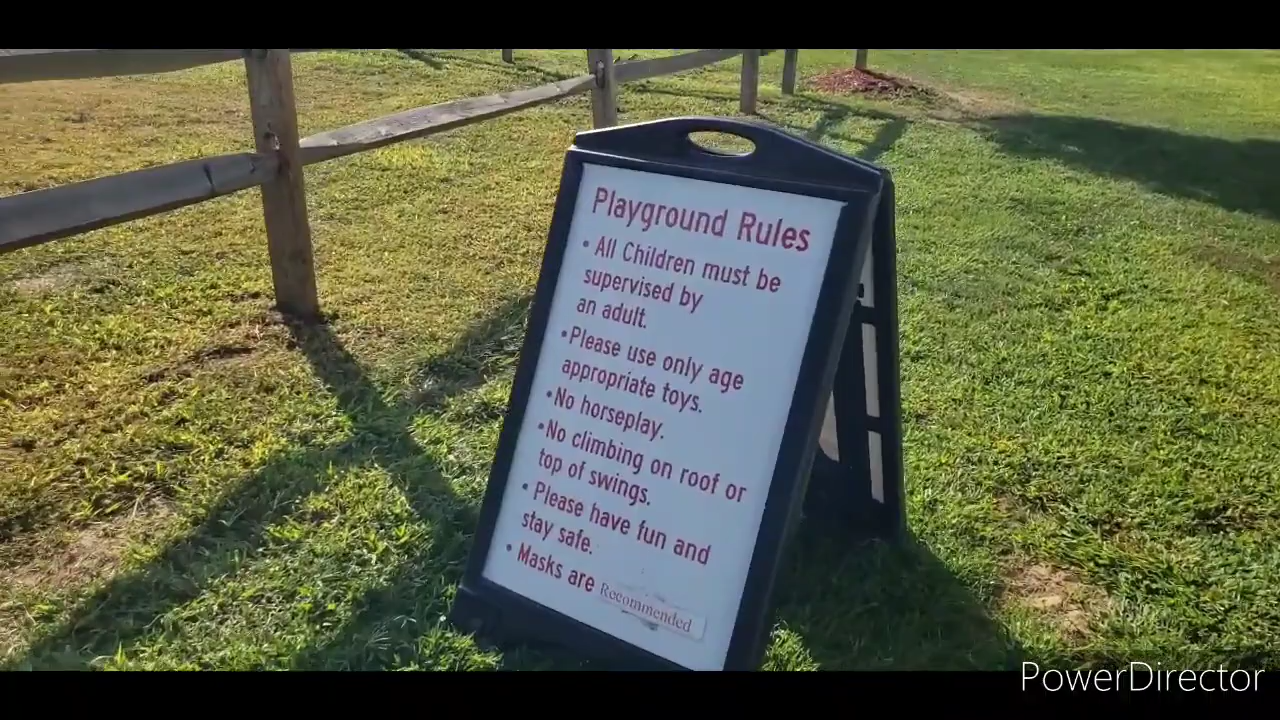 Playground Rules
• All Children must be
supervised by
an adult.
• Please use only age
appropriate toys.
• No horseplay.
• No climbing on roof or
top of swings.
• Please have fun and
stay safe.
• Masks are Recommended
PowerDirector